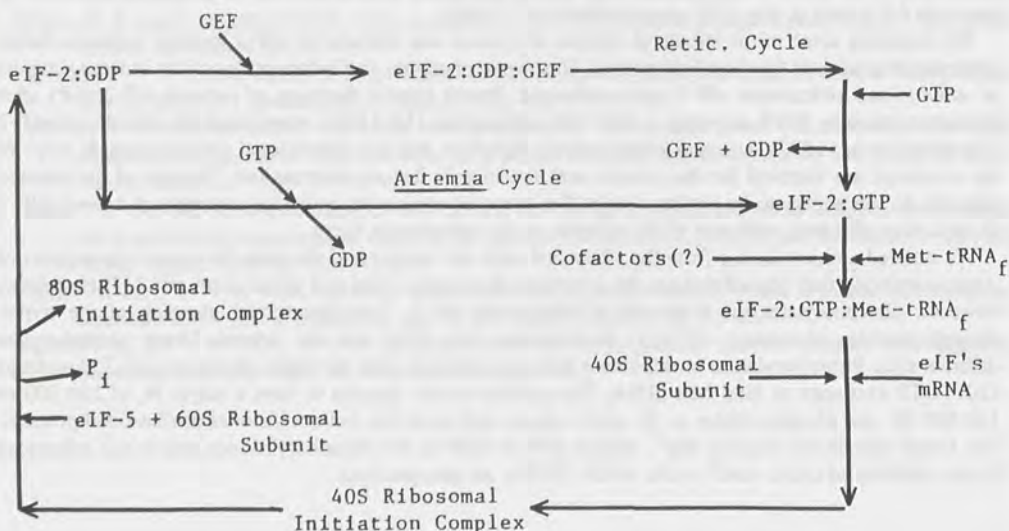 GEF
Retic. Cycle
eIF-2:GDP
eIF-2:GDP:GEF
GTP
GEF + GDP
GTP
Artemia Cycle
eIF-2:GTP
GDP
Cofactors(?)
Met-tRNAf
80S Ribosomal
Initiation Complex
eIF-2:GTP:Met-tRNAf
Pi
40S Ribosomal
Subunit
eIF's
mRNA
eIF-5 + 60S Ribosomal
Subunit
40S Ribosomal
Initiation Complex